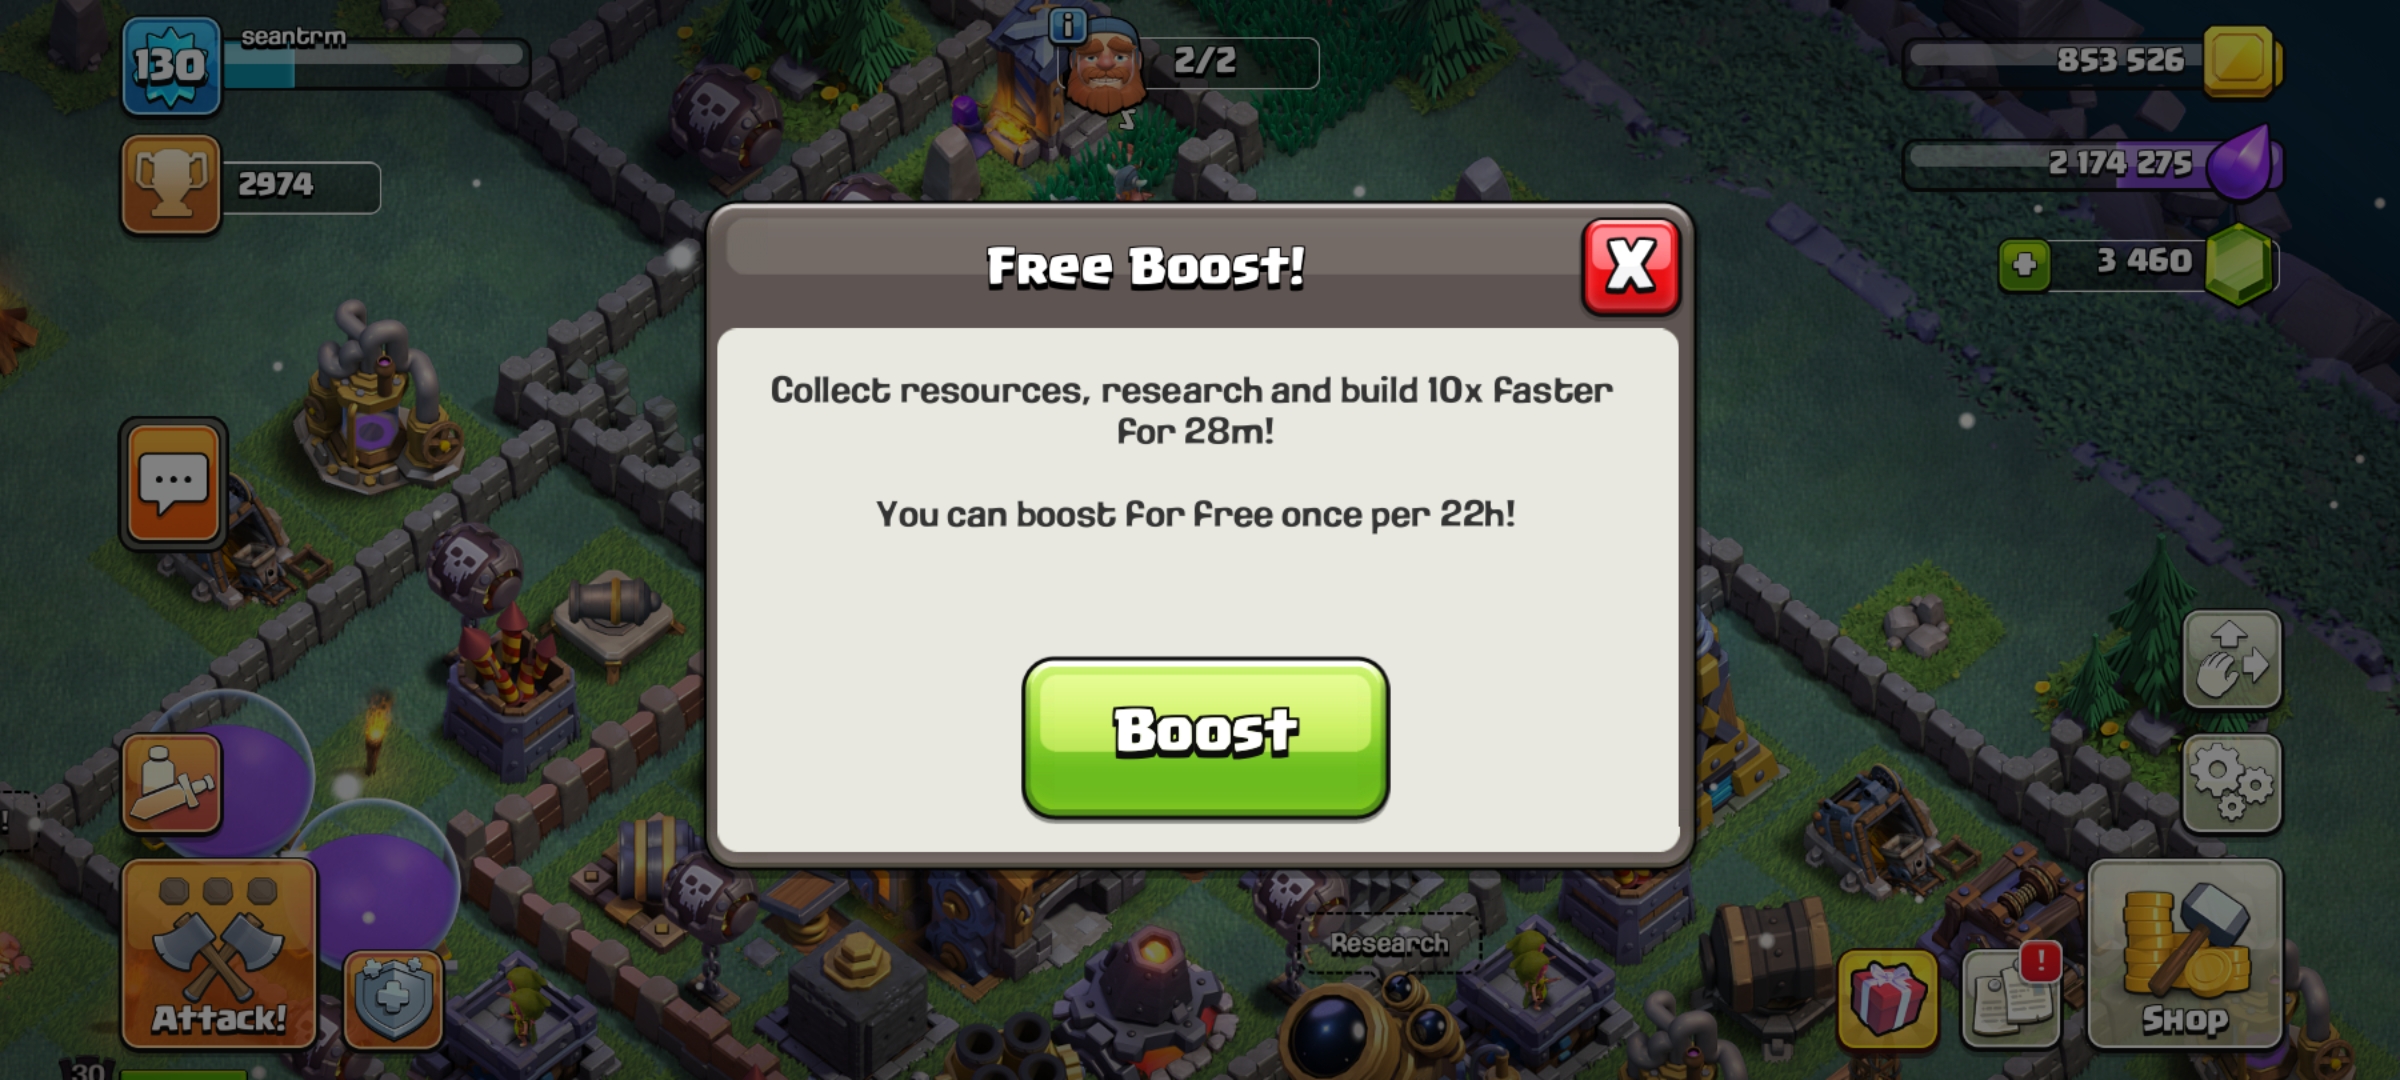 130
seantrm
2/2
853 526
2974
2 174 275
3 460
Free Boost!
X
Collect resources, research and build 10x faster
for 28m!
You can boost for free once per 22h!
Boost
Research
!
!
Attack!
Shop
30